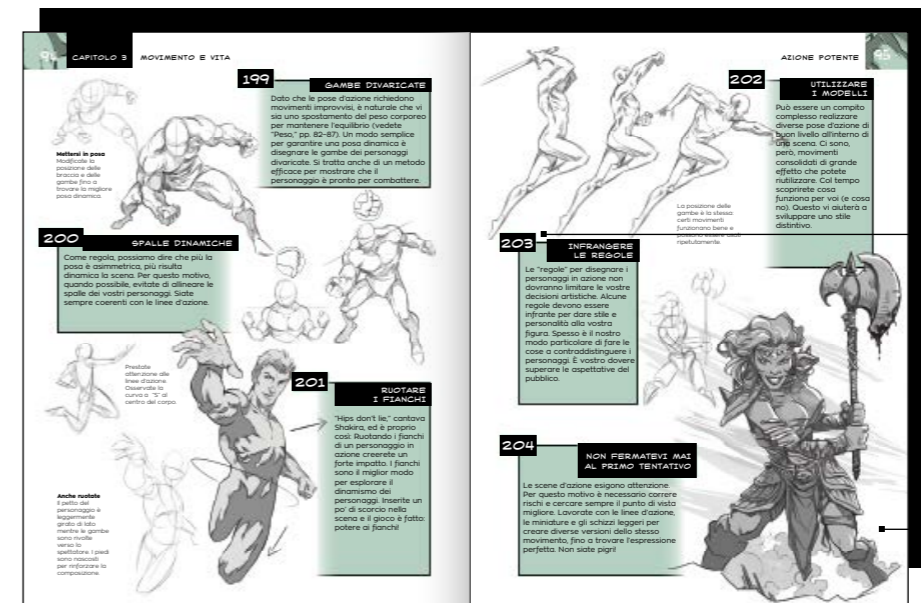 94 CAPITOLO 3 MOVIMENTO E VITA
199
GAMBE DIVARICATE
Dato che le pose d'azione richiedono
movimenti improvvisi, è naturale che vi
sia uno spostamento del peso corporeo
per mantenere l'equilibrio (vedete
"Peso," pp. 82–87). Un modo semplice
per garantire una posa dinamica è
disegnare le gambe dei personaggi
divaricate. Si tratta anche di un metodo
efficace per mostrare che il
personaggio è pronto per combattere.
Mettersi in posa
Modificate la
posizione delle
braccia e delle
gambe fino a
trovare la migliore
posa dinamica.
200
SPALLE DINAMICHE
Come regola, possiamo dire che più la
posa è asimmetrica, più risulta
dinamica la scena. Per questo motivo,
quando possibile, evitate di allineare le
spalle dei vostri personaggi. Siate
sempre coerenti con le linee d'azione.
Prestate
attenzione alle
linee d'azione.
Osservate la
curva a "S" al
centro del corpo.
201
RUOTARE
I FIANCHI
"Hips don't lie," cantava
Shakira, ed è proprio
così: Ruotando i fianchi
di un personaggio in
azione creerete un
forte impatto. I fianchi
sono il miglior modo
per esplorare il
dinamismo dei
personaggi. Inserite un
po' di scorcio nella
scena e il gioco è fatto:
potere ai fianchi!
Anche ruotate
Il petto del
personaggio è
leggermente
girato di lato
mentre le gambe
sono rivolte
verso lo
spettatore. I piedi
sono nascosti
per rinforzare la
composizione.
AZIONE POTENTE 95
202
UTILIZZARE
I MODELLI
Può essere un compito
complesso realizzare
diverse pose d'azione di
buon livello all'interno di
una scena. Ci sono,
però, movimenti
consolidati di grande
effetto che potete
riutilizzare. Col tempo
scoprirete cosa
funziona per voi (e cosa
no). Questo vi aiuterà a
sviluppare uno stile
distintivo.
La posizione delle
gambe è la stessa:
certi movimenti
funzionano bene e
possono essere usati
ripetutamente.
203
INFRANGERE
LE REGOLE
Le "regole" per disegnare i
personaggi in azione non
dovranno limitare le vostre
decisioni artistiche. Alcune
regole devono essere
infrante per dare stile e
personalità alla vostra
figura. Spesso è il nostro
modo particolare di fare le
cose a contraddistinguere i
personaggi. È vostro dovere
superare le aspettative del
pubblico.
204
NON FERMATEVI MAI
AL PRIMO TENTATIVO
Le scene d'azione esigono attenzione.
Per questo motivo è necessario correre
rischi e cercare sempre il punto di vista
migliore. Lavorate con le linee d'azione,
le miniature e gli schizzi leggeri per
creare diverse versioni dello stesso
movimento, fino a trovare l'espressione
perfetta. Non siate pigri!